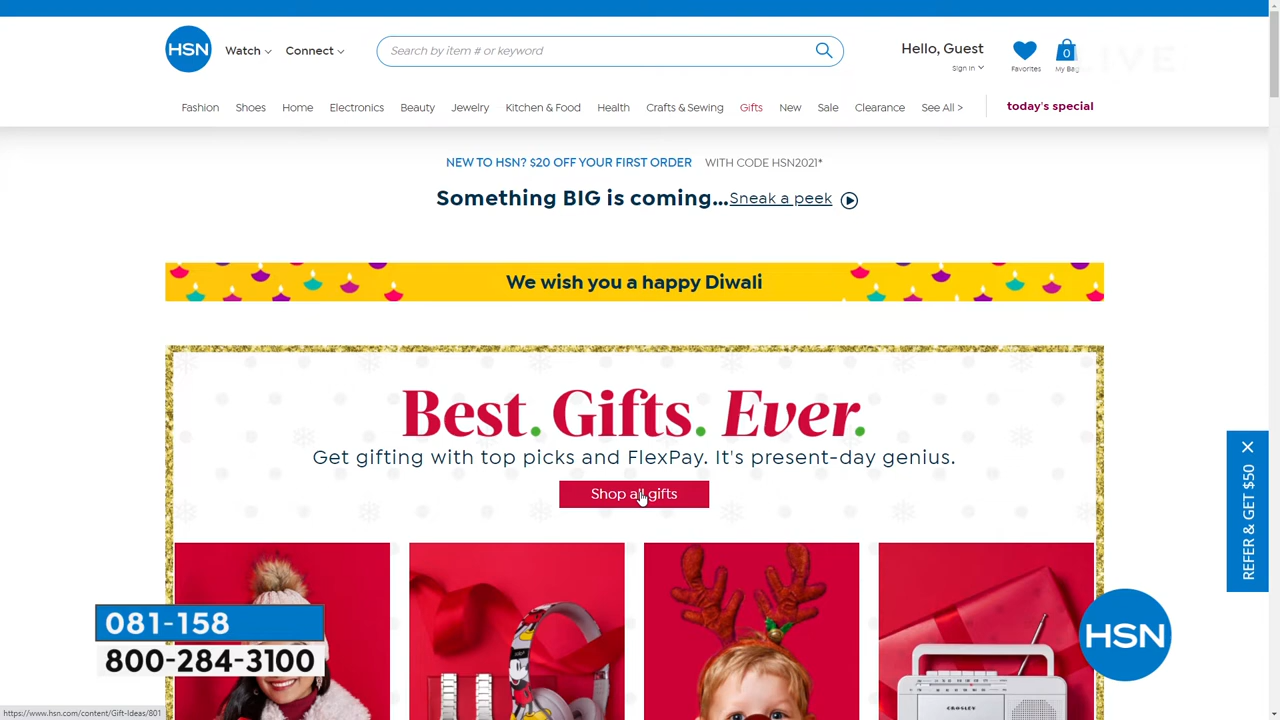 HSN
Watch
Connect
Search by item # or keyword
Hello, Guest
Sign in
Favorites
0
My Bag
LIVE
Fashion
Shoes
Home
Electronics
Beauty
Jewelry
Kitchen & Food
Health
Crafts & Sewing
Gifts
New
Sale
Clearance
See All >
today's special
NEW TO HSN? $20 OFF YOUR FIRST ORDER WITH CODE HSN2021*
Something BIG is coming...Sneak a peek
We wish you a happy Diwali
Best. Gifts. Ever.
Get gifting with top picks and FlexPay. It's present-day genius.
Shop all gifts
REFER & GET $50
081-158
800-284-3100
HSN
CROSLEY
https://www.hsn.com/content/Gift-Ideas/801